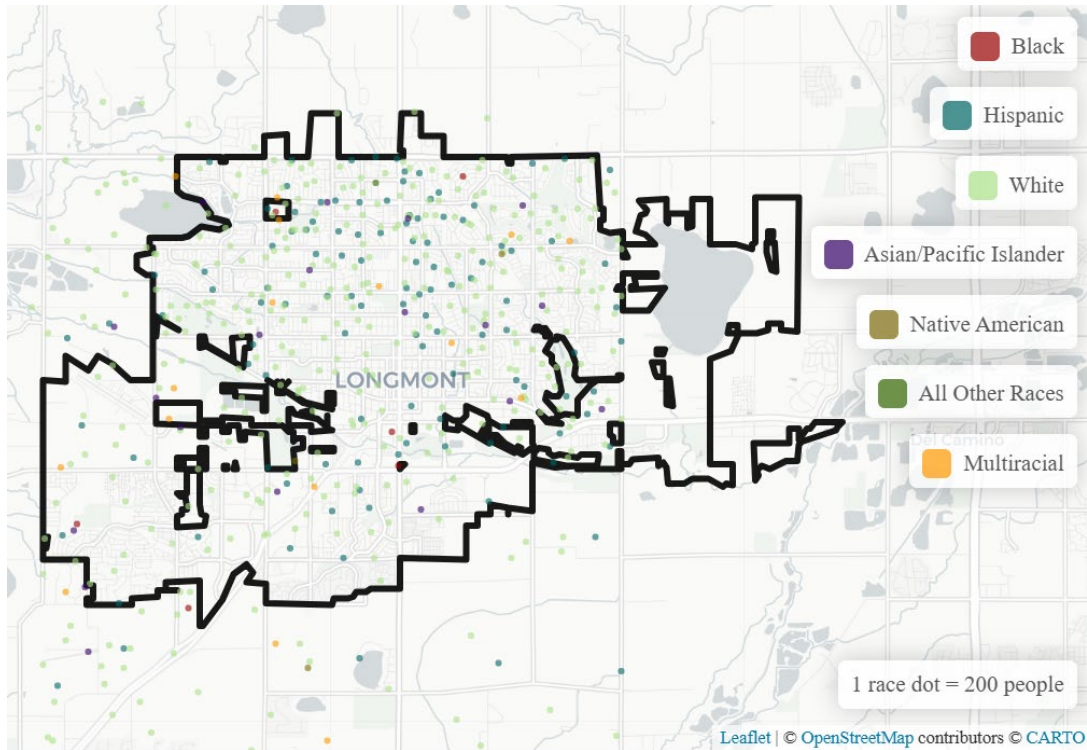 Black
Hispanic
White
Asian/Pacific Islander
Native American
All Other Races
Multiracial
LONGMONT
Del Camino
1 race dot = 200 people
Leaflet | © OpenStreetMap contributors © CARTO